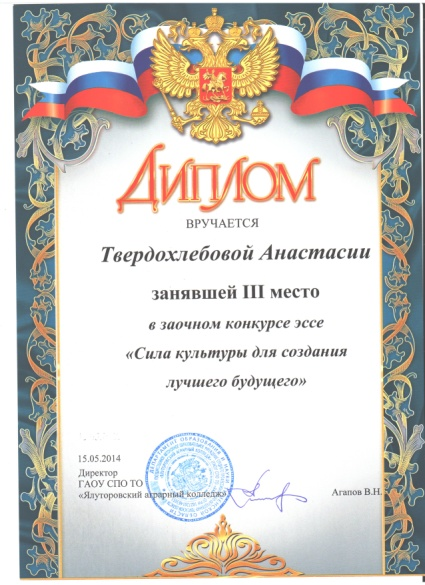 ДИПЛОМ
ВРУЧАЕТСЯ
Твердохлебовой Анастасии
занявшей III место
в заочном конкурсе эссе
«Сила культуры для создания
лучшего будущего»
15.05.2014
Директор
ГАОУ СПО ТО
«Ялуторовский аграрный колледж»
Агапов В.Н.